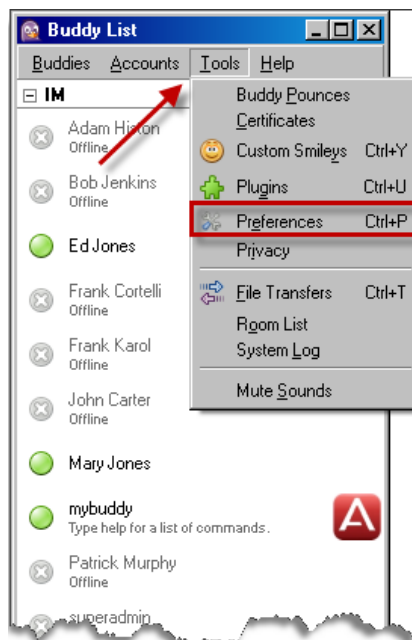 Buddy List
Buddies Accounts Tools Help
IM
Buddy Pounces
Certificates
Custom Smileys Ctrl+Y
Plugins Ctrl+U
Preferences Ctrl+P
Privacy
File Transfers Ctrl+T
Room List
System Log
Mute Sounds
Adam Histon
Offline
Bob Jenkins
Offline
Ed Jones
Frank Cortelli
Offline
Frank Karol
Offline
John Carter
Offline
Mary Jones
mybuddy
Type help for a list of commands.
Patrick Murphy
Offline
superadmin